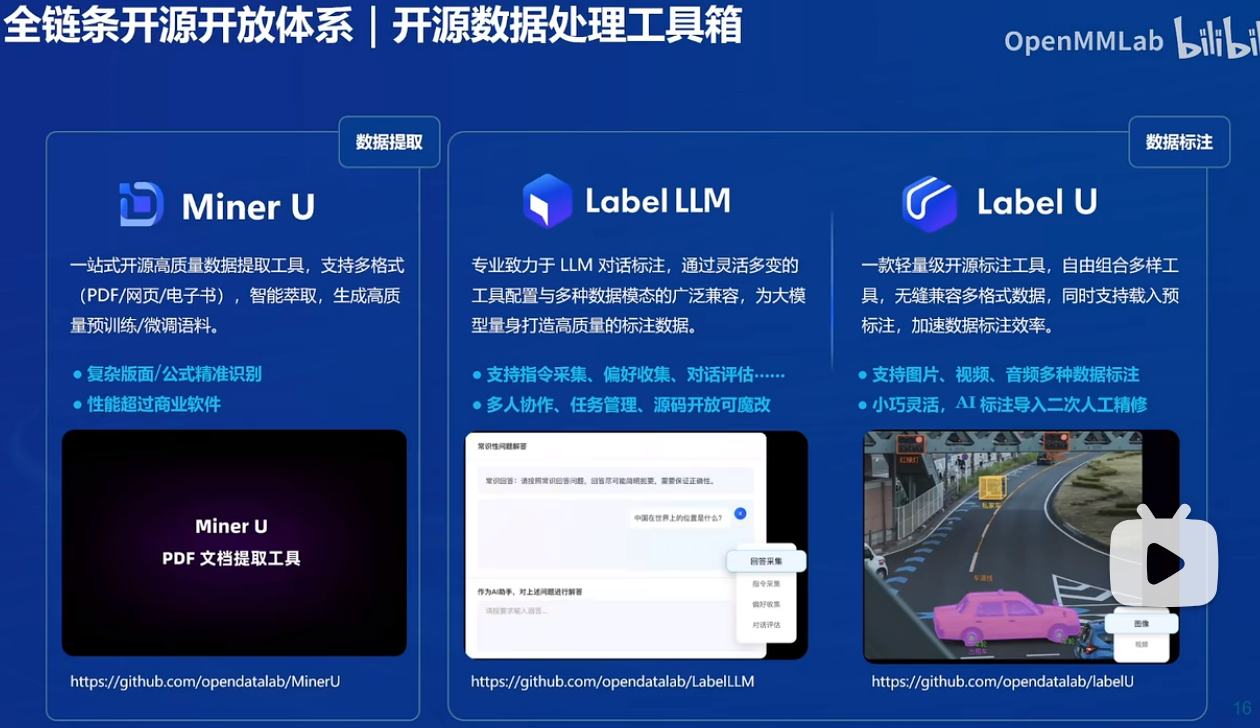 全链条开源开放体系｜开源数据处理工具箱
OpenMMLab
bilibi
数据提取
Miner U
一站式开源高质量数据提取工具，支持多格式
（PDF/网页/电子书），智能萃取，生成高质
量预训练/微调语料。
● 复杂版面/公式精准识别
● 性能超过商业软件
Miner U
PDF 文档提取工具
https://github.com/opendatalab/MinerU
数据标注
Label LLM
专业致力于 LLM 对话标注，通过灵活多变的
工具配置与多种数据模态的广泛兼容，为大模
型量身打造高质量的标注数据。
● 支持指令采集、偏好收集、对话评估……
● 多人协作、任务管理、源码开放可魔改
常识性问题解答
常识回答：请按照常识回答问题，回答尽可能简明扼要，需要保证正确性。
中国在世界上的位置是什么？
回答采集
指令采集
偏好收集
对话评估
作为AI助手，对上述问题进行解答
https://github.com/opendatalab/LabelLLM
Label U
一款轻量级开源标注工具，自由组合多样工
具，无缝兼容多格式数据，同时支持载入预
标注，加速数据标注效率。
● 支持图片、视频、音频多种数据标注
● 小巧灵活，AI 标注导入二次人工精修
红绿灯
私家车
车道线
出租车
图像
视频
https://github.com/opendatalab/labelU
16